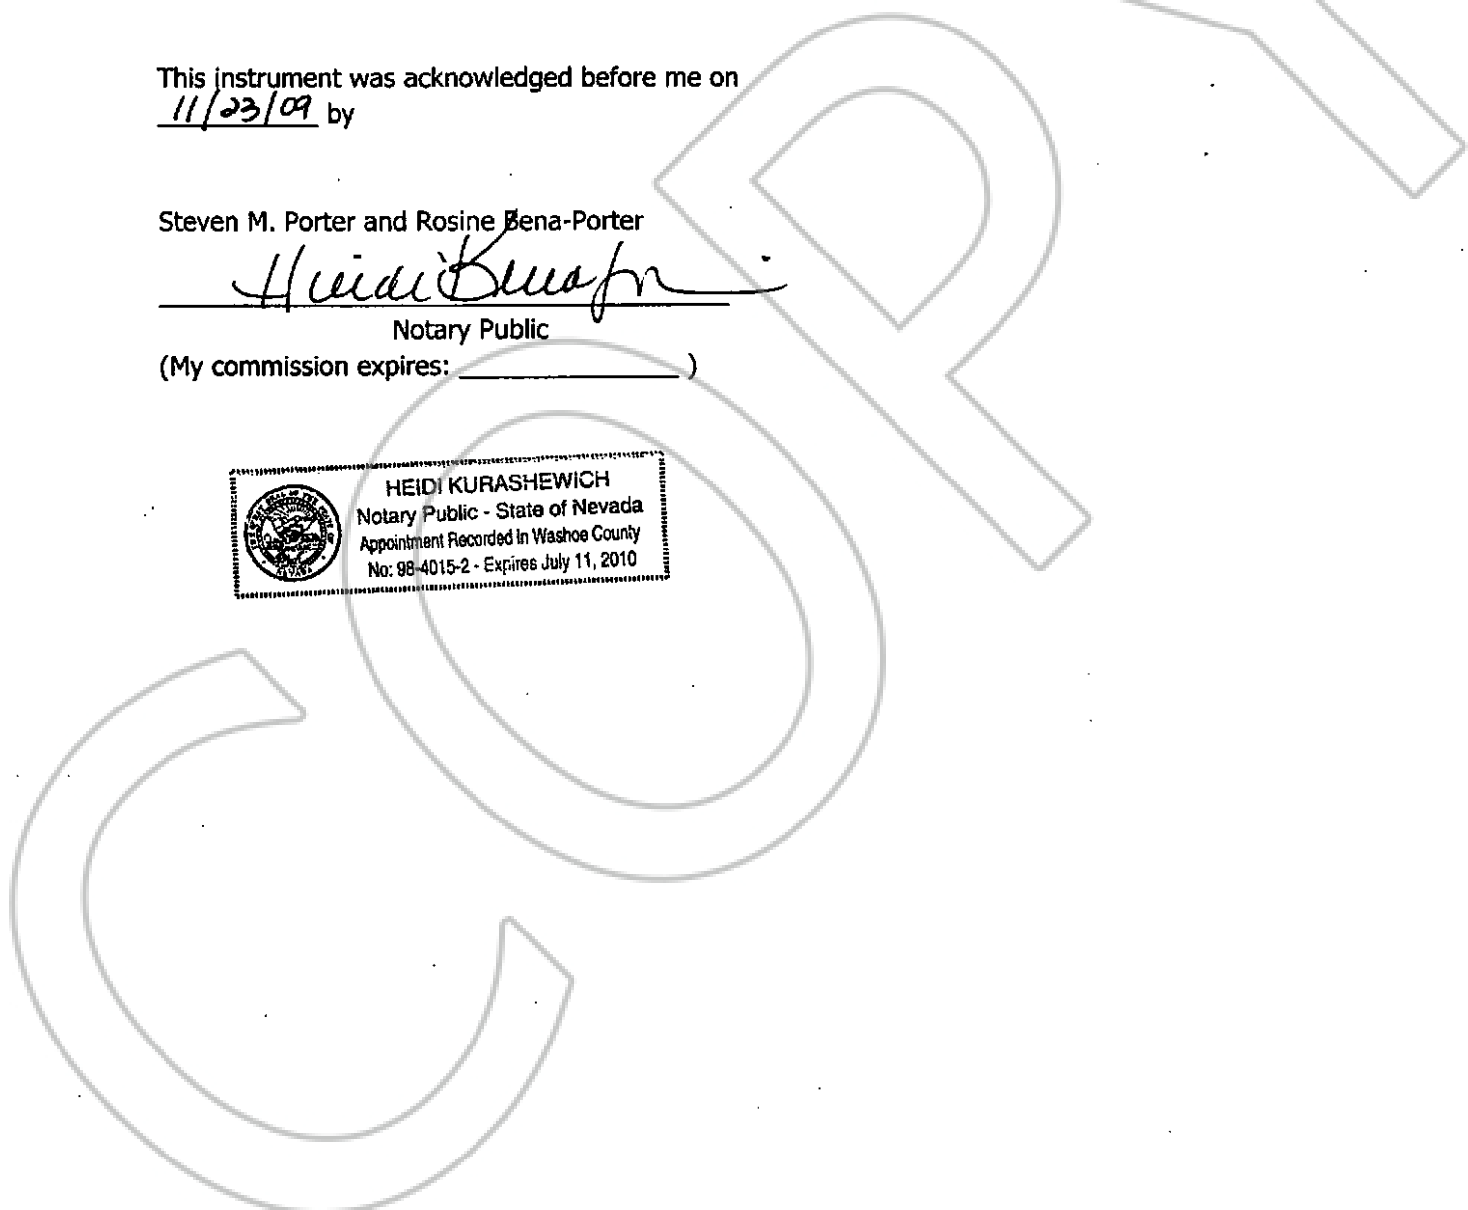 This instrument was acknowledged before me on
11/23/09 by
Steven M. Porter and Rosine Bena-Porter
Heidi
Notary Public
(My commission expires: ____________ )
HEIDI KURASHEWICH
Notary Public - State of Nevada
Appointment Recorded in Washoe County
No: 98-4015-2 - Expires July 11, 2010
COPY